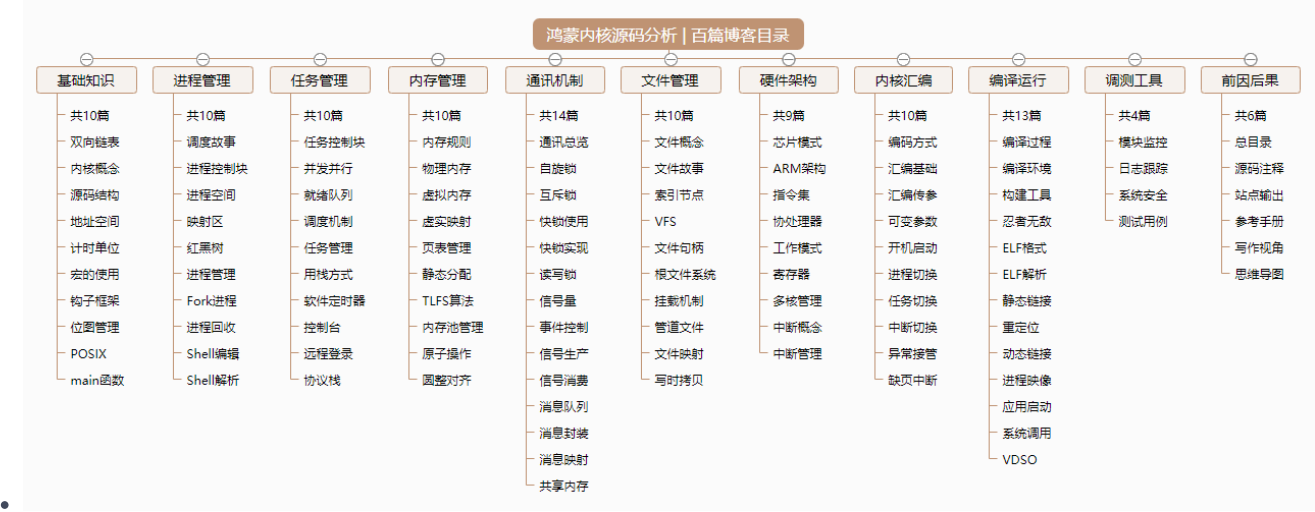 鸿蒙内核源码分析 | 百篇博客目录
基础知识
共10篇
双向链表
内核概念
源码结构
地址空间
计时单位
宏的使用
钩子框架
位图管理
POSIX
main函数
进程管理
共10篇
调度故事
进程控制块
进程空间
映射区
红黑树
进程管理
Fork进程
进程回收
Shell编辑
Shell解析
任务管理
共10篇
任务控制块
并发并行
就绪队列
调度机制
任务管理
用栈方式
软件定时器
控制台
远程登录
协议栈
内存管理
共10篇
内存规则
物理内存
虚拟内存
虚实映射
页表管理
静态分配
TLFS算法
内存池管理
原子操作
圆整对齐
通讯机制
共14篇
通讯总览
自旋锁
互斥锁
快锁使用
快锁实现
读写锁
信号量
事件控制
信号生产
信号消费
消息队列
消息封装
消息映射
共享内存
文件管理
共10篇
文件概念
文件故事
索引节点
VFS
文件句柄
根文件系统
挂载机制
管道文件
文件映射
写时拷贝
硬件架构
共9篇
芯片模式
ARM架构
指令集
协处理器
工作模式
寄存器
多核管理
中断概念
中断管理
内核汇编
共10篇
编码方式
汇编基础
汇编传参
可变参数
开机启动
进程切换
任务切换
中断切换
异常接管
缺页中断
编译运行
共13篇
编译过程
编译环境
构建工具
忍者无敌
ELF格式
ELF解析
静态链接
重定位
动态链接
进程映像
应用启动
系统调用
VDSO
调测工具
共4篇
模块监控
日志跟踪
系统安全
测试用例
前因后果
共6篇
总目录
源码注释
站点输出
参考手册
写作视角
思维导图